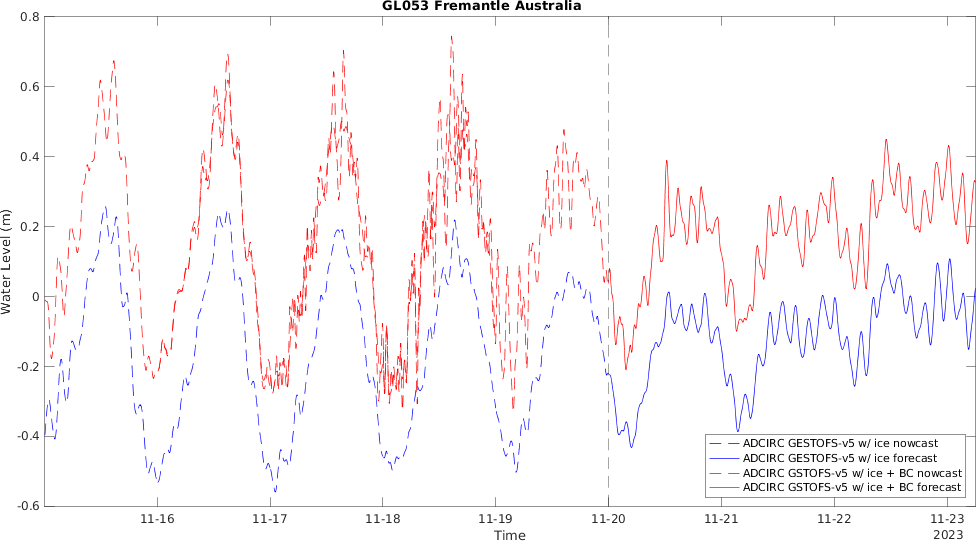 GL053 Fremantle Australia
0.8
0.6
0.4
0.2
0
-0.2
-0.4
-0.6
Water Level (m)
11-16 11-17 11-18 11-19 11-20 11-21 11-22 11-23
2023
Time
ADCIRC GESTOFS-v5 w/ ice nowcast
ADCIRC GESTOFS-v5 w/ ice forecast
ADCIRC GSTOFS-v5 w/ ice + BC nowcast
ADCIRC GSTOFS-v5 w/ ice + BC forecast